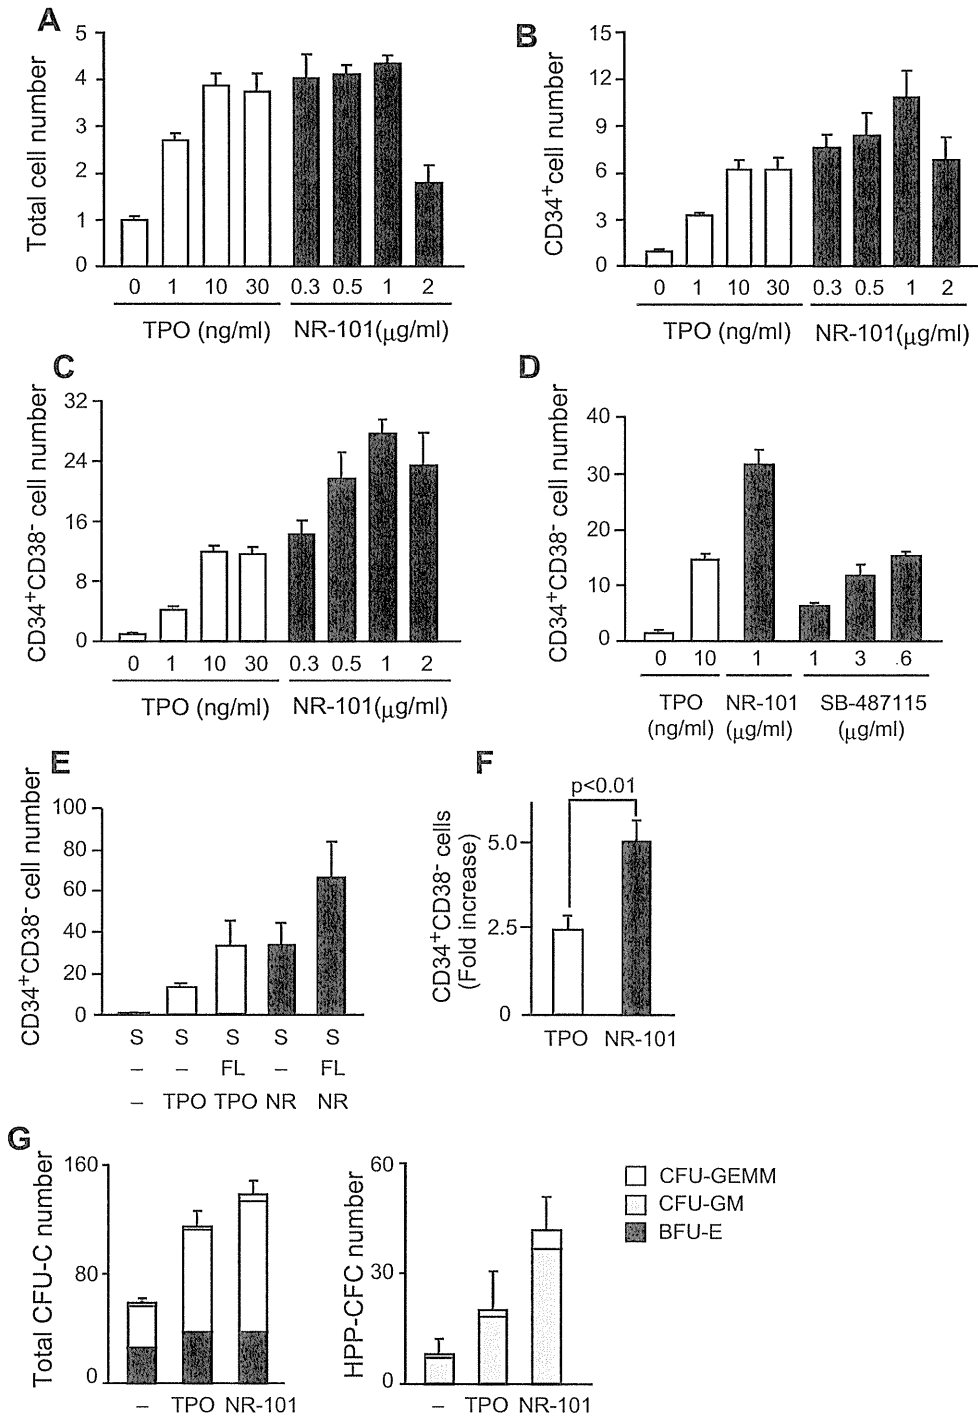 A
Total cell number
5
4
3
2
1
0
0 1 10 30 0.3 0.5 1 2
TPO (ng/ml) NR-101(μg/ml)
B
CD34+cell number
15
12
9
6
3
0
0 1 10 30 0.3 0.5 1 2
TPO (ng/ml) NR-101(μg/ml)
C
CD34+CD38- cell number
32
24
16
8
0
0 1 10 30 0.3 0.5 1 2
TPO (ng/ml) NR-101(μg/ml)
D
CD34+CD38- cell number
40
30
20
10
0
0 10 1 1 3 .6
TPO NR-101 SB-487115
(ng/ml) (μg/ml) (μg/ml)
E
CD34+CD38- cell number
100
80
60
40
20
0
S S S S S
– – FL – FL
– TPO TPO NR NR
F
CD34+CD38- cells
(Fold increase)
p<0.01
5.0
2.5
0
TPO NR-101
G
Total CFU-C number
160
80
0
– TPO NR-101
HPP-CFC number
60
30
0
– TPO NR-101
CFU-GEMM
CFU-GM
BFU-E